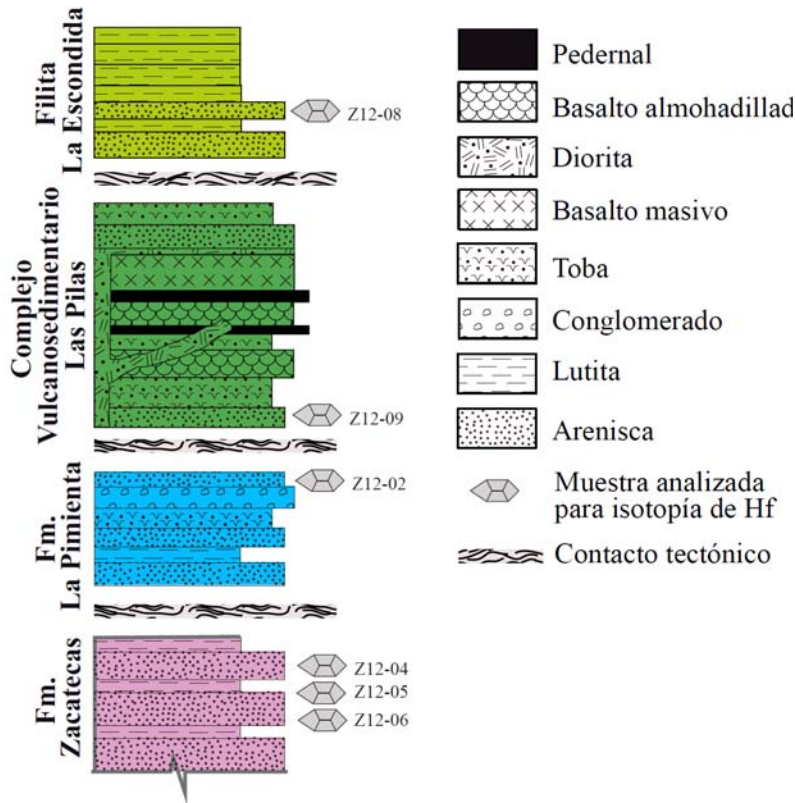 Filita
La Escondida
Z12-08
Complejo
Vulcanosedimentario
Las Pilas
Z12-09
Fm.
La Pimienta
Z12-02
Fm.
Zacatecas
Z12-04
Z12-05
Z12-06
Pedernal
Basalto almohadillad
Diorita
Basalto masivo
Toba
Conglomerado
Lutita
Arenisca
Muestra analizada
para isotopía de Hf
Contacto tectónico